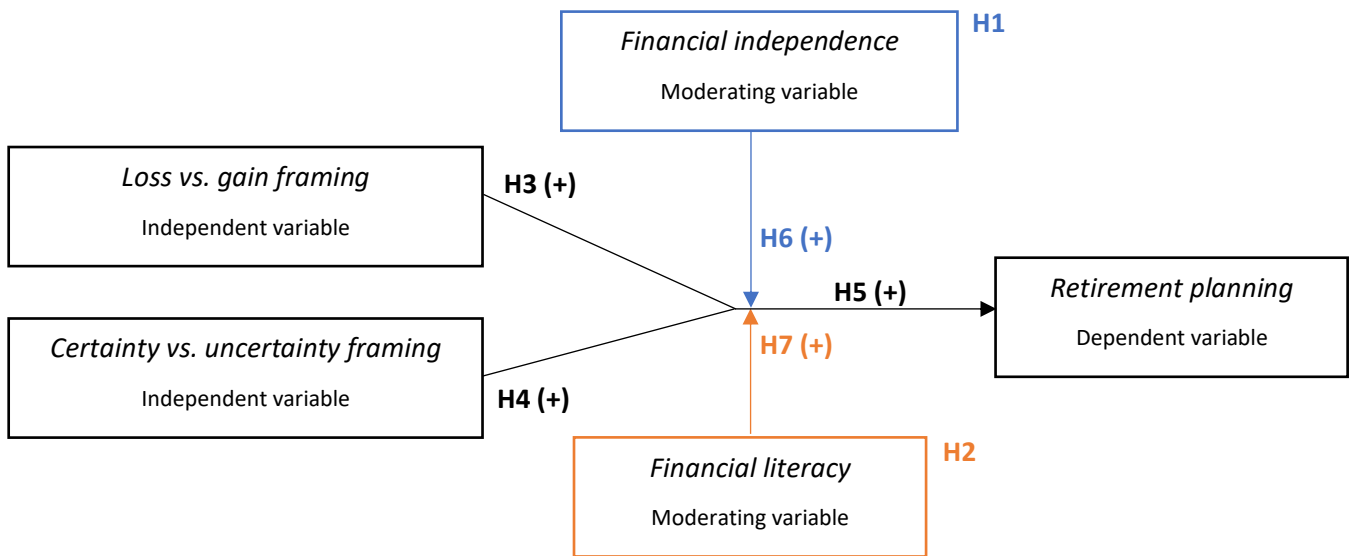 Financial independence
Moderating variable
H1
Loss vs. gain framing
Independent variable
H3 (+)
H6 (+)
H5 (+)
Retirement planning
Dependent variable
Certainty vs. uncertainty framing
Independent variable
H4 (+)
H7 (+)
Financial literacy
Moderating variable
H2